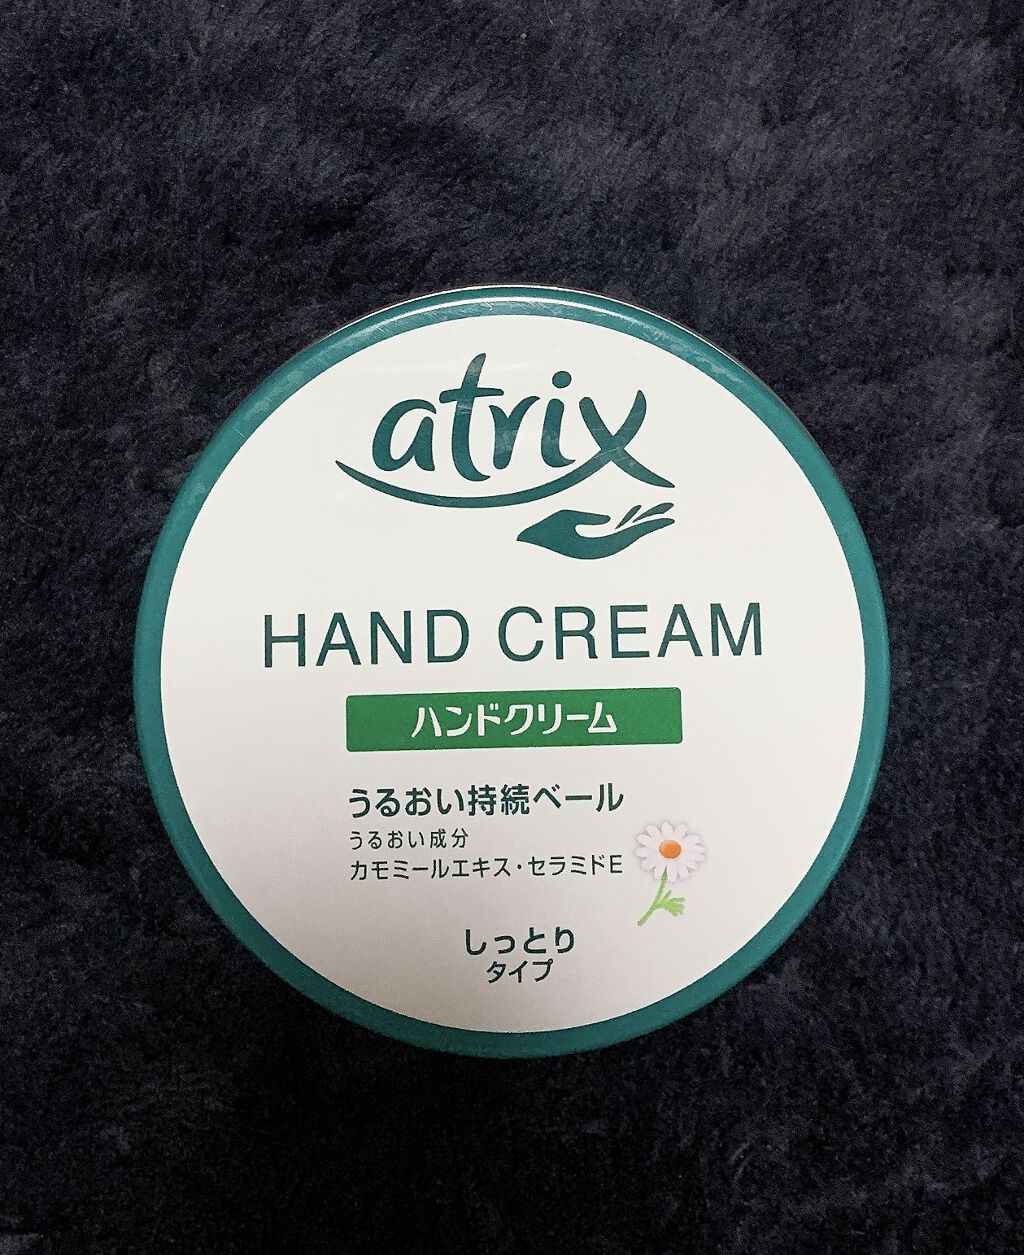 atrix
HAND CREAM
ハンドクリーム
うるおい持続ベール
うるおい成分
カモミールエキス・セラミドE
しっとり
タイプ